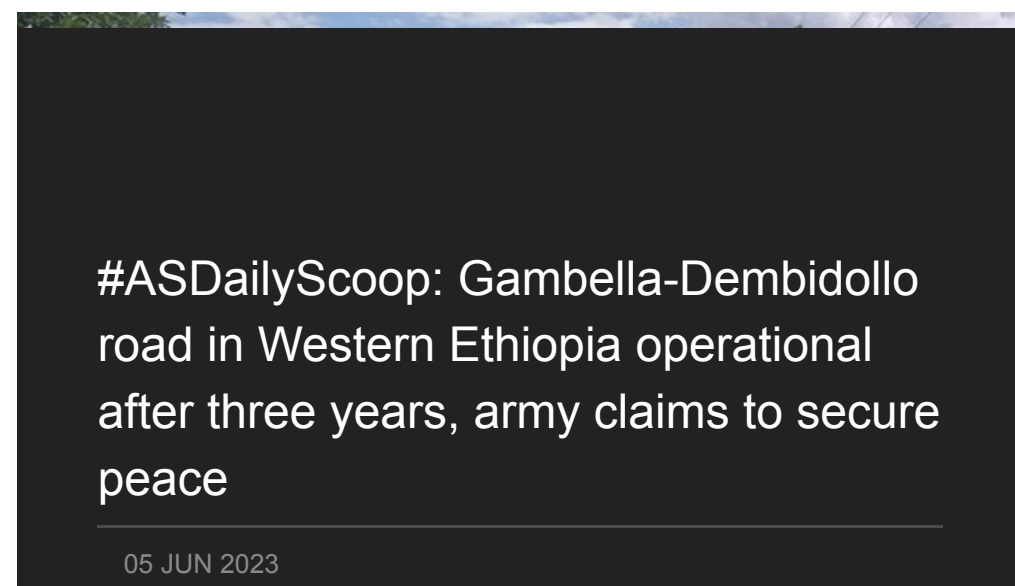 #ASDailyScoop: Gambella-Dembidollo
road in Western Ethiopia operational
after three years, army claims to secure
peace
05 JUN 2023